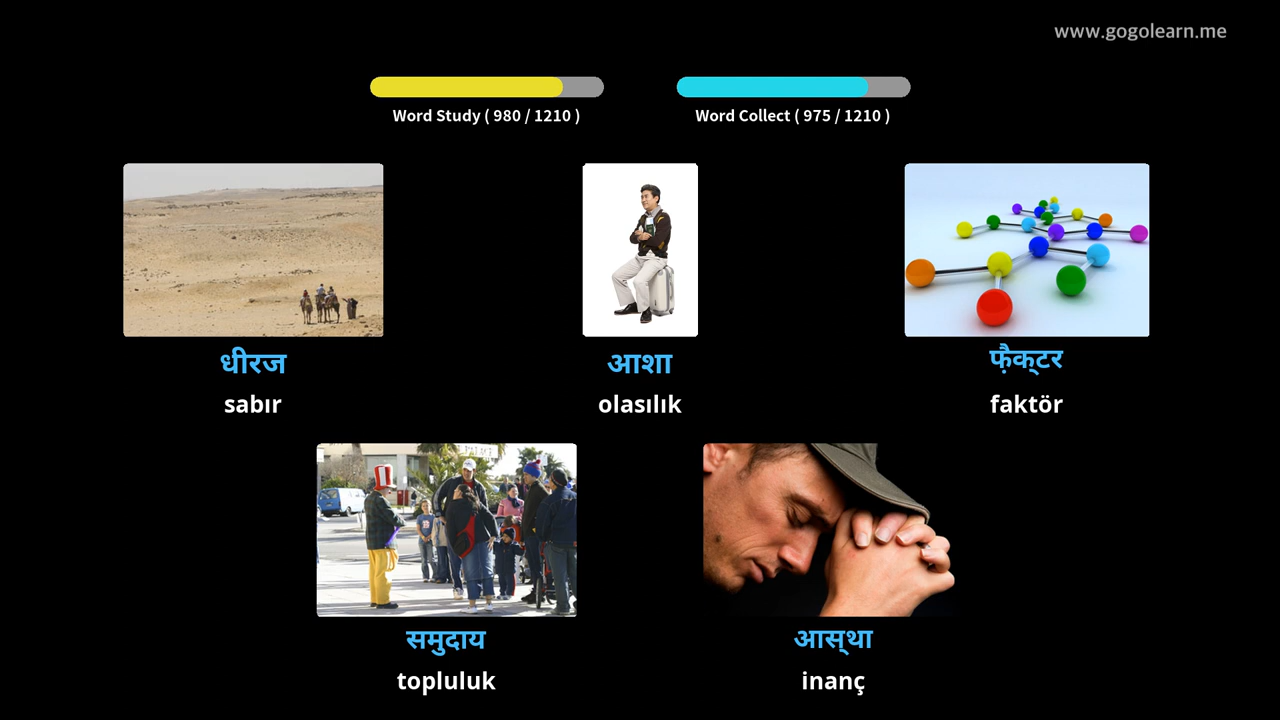 www.gogolearn.me
Word Study ( 980 / 1210 )
Word Collect ( 975 / 1210 )
धीरज
आशा
फ़ैक्टर
sabır
olasılık
faktör
समुदाय
आस्था
topluluk
inanç